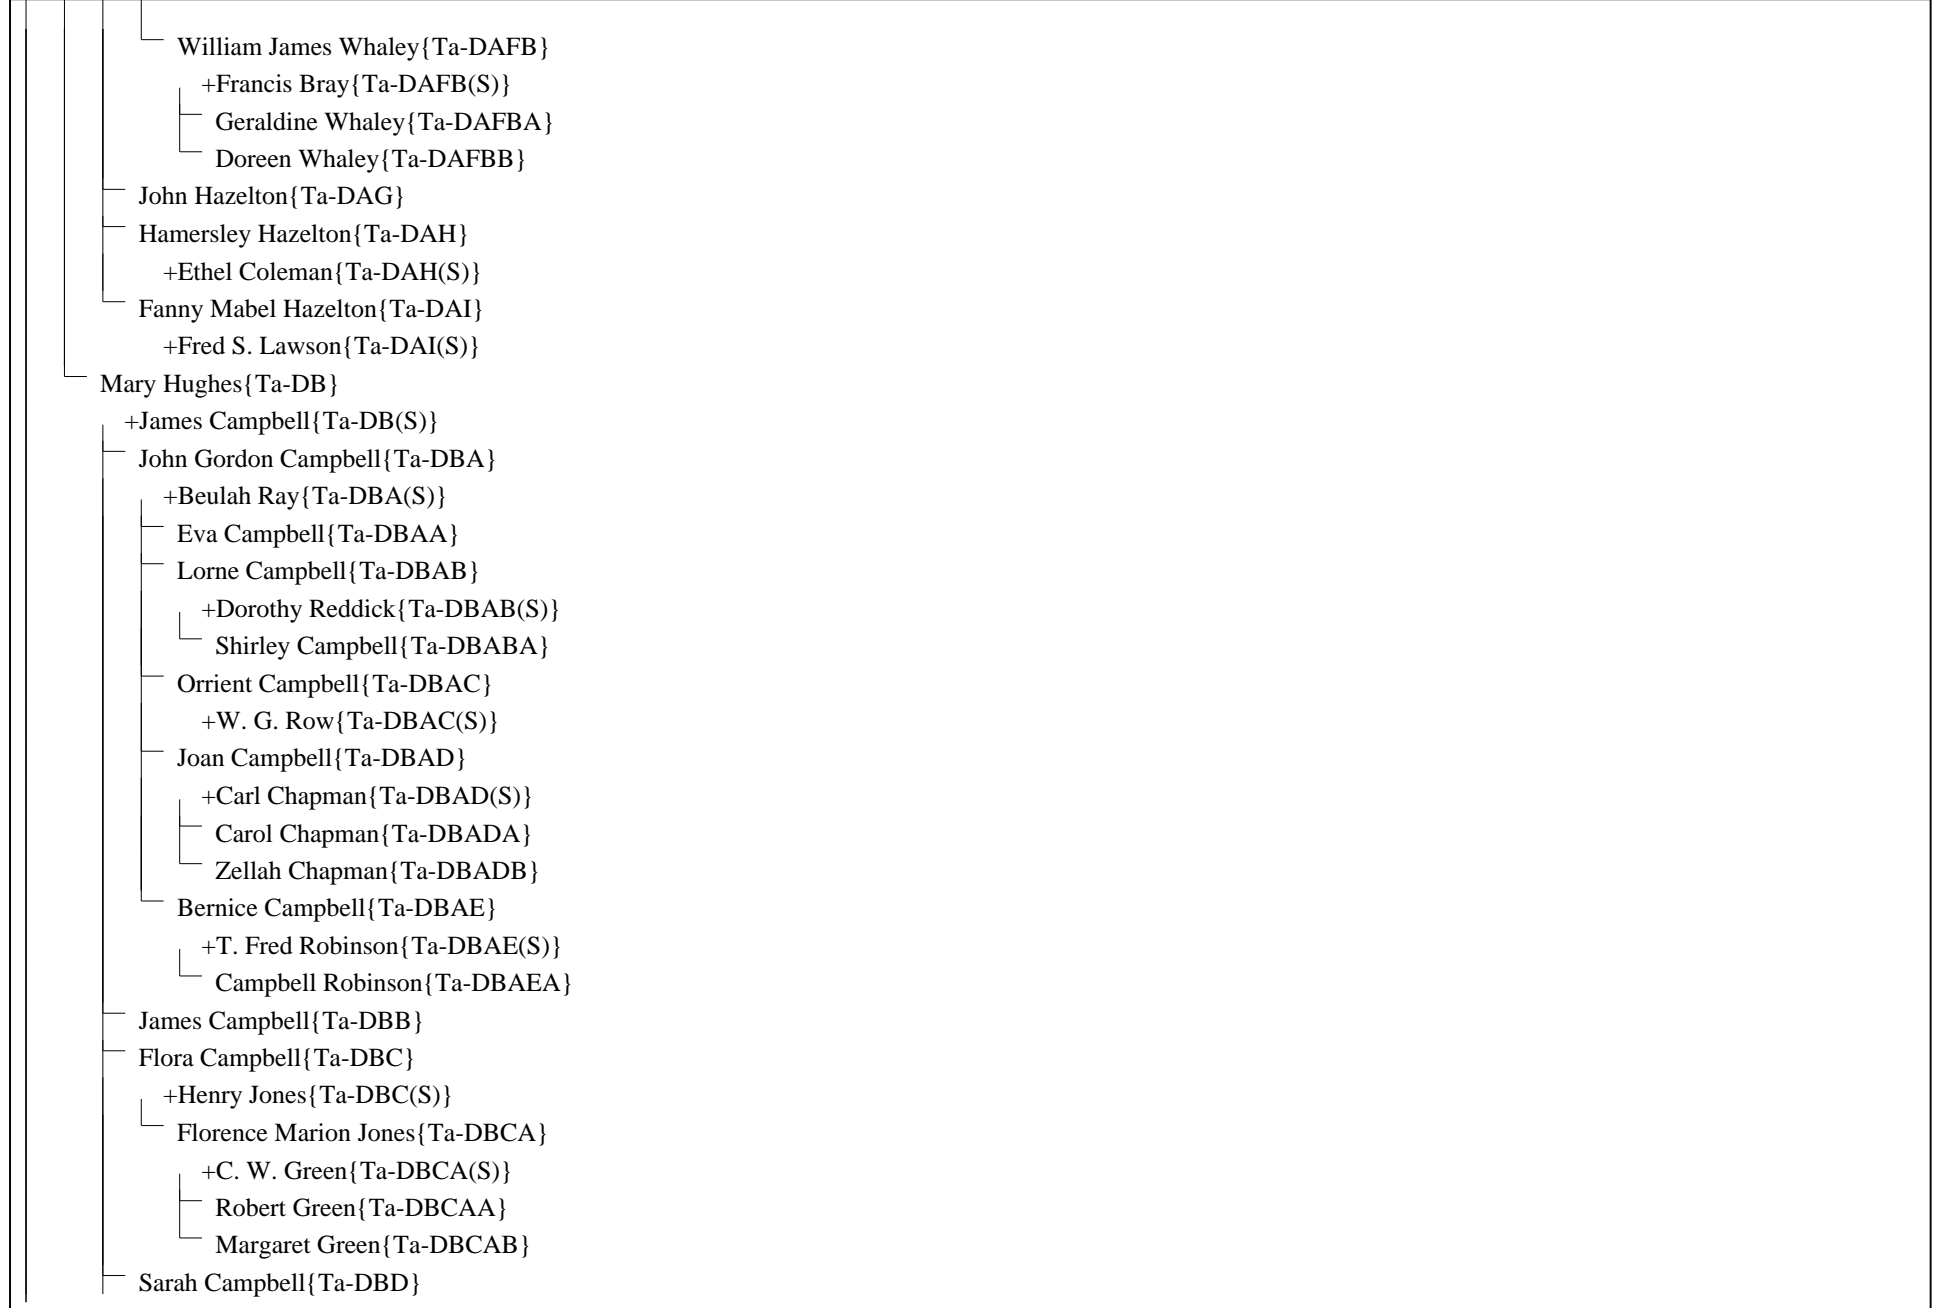 William James Whaley{Ta-DAFB}
+Francis Bray{Ta-DAFB(S)}
Geraldine Whaley{Ta-DAFBA}
Doreen Whaley{Ta-DAFBB}
John Hazelton{Ta-DAG}
Hamersley Hazelton{Ta-DAH}
+Ethel Coleman{Ta-DAH(S)}
Fanny Mabel Hazelton{Ta-DAI}
+Fred S. Lawson{Ta-DAI(S)}
Mary Hughes{Ta-DB}
+James Campbell{Ta-DB(S)}
John Gordon Campbell{Ta-DBA}
+Beulah Ray{Ta-DBA(S)}
Eva Campbell{Ta-DBAA}
Lorne Campbell{Ta-DBAB}
+Dorothy Reddick{Ta-DBAB(S)}
Shirley Campbell{Ta-DBABA}
Orrient Campbell{Ta-DBAC}
+W. G. Row{Ta-DBAC(S)}
Joan Campbell{Ta-DBAD}
+Carl Chapman{Ta-DBAD(S)}
Carol Chapman{Ta-DBADA}
Zellah Chapman{Ta-DBADB}
Bernice Campbell{Ta-DBAE}
+T. Fred Robinson{Ta-DBAE(S)}
Campbell Robinson{Ta-DBAEA}
James Campbell{Ta-DBB}
Flora Campbell{Ta-DBC}
+Henry Jones{Ta-DBC(S)}
Florence Marion Jones{Ta-DBCA}
+C. W. Green{Ta-DBCA(S)}
Robert Green{Ta-DBCAA}
Margaret Green{Ta-DBCAB}
Sarah Campbell{Ta-DBD}